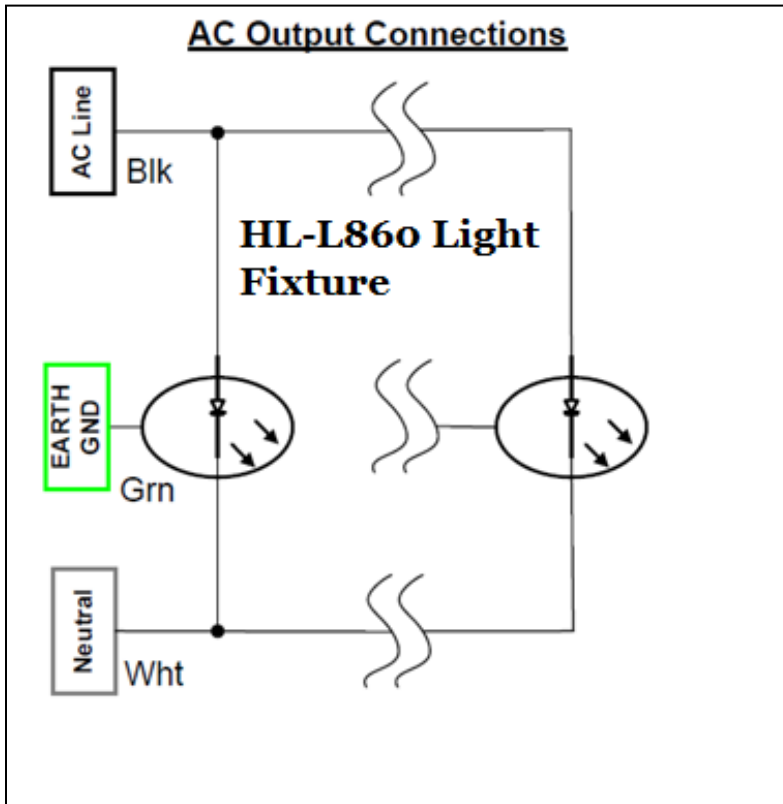 AC Output Connections
AC Line
Blk
HL-L860 Light
Fixture
EARTH
GND
Grn
Neutral
Wht